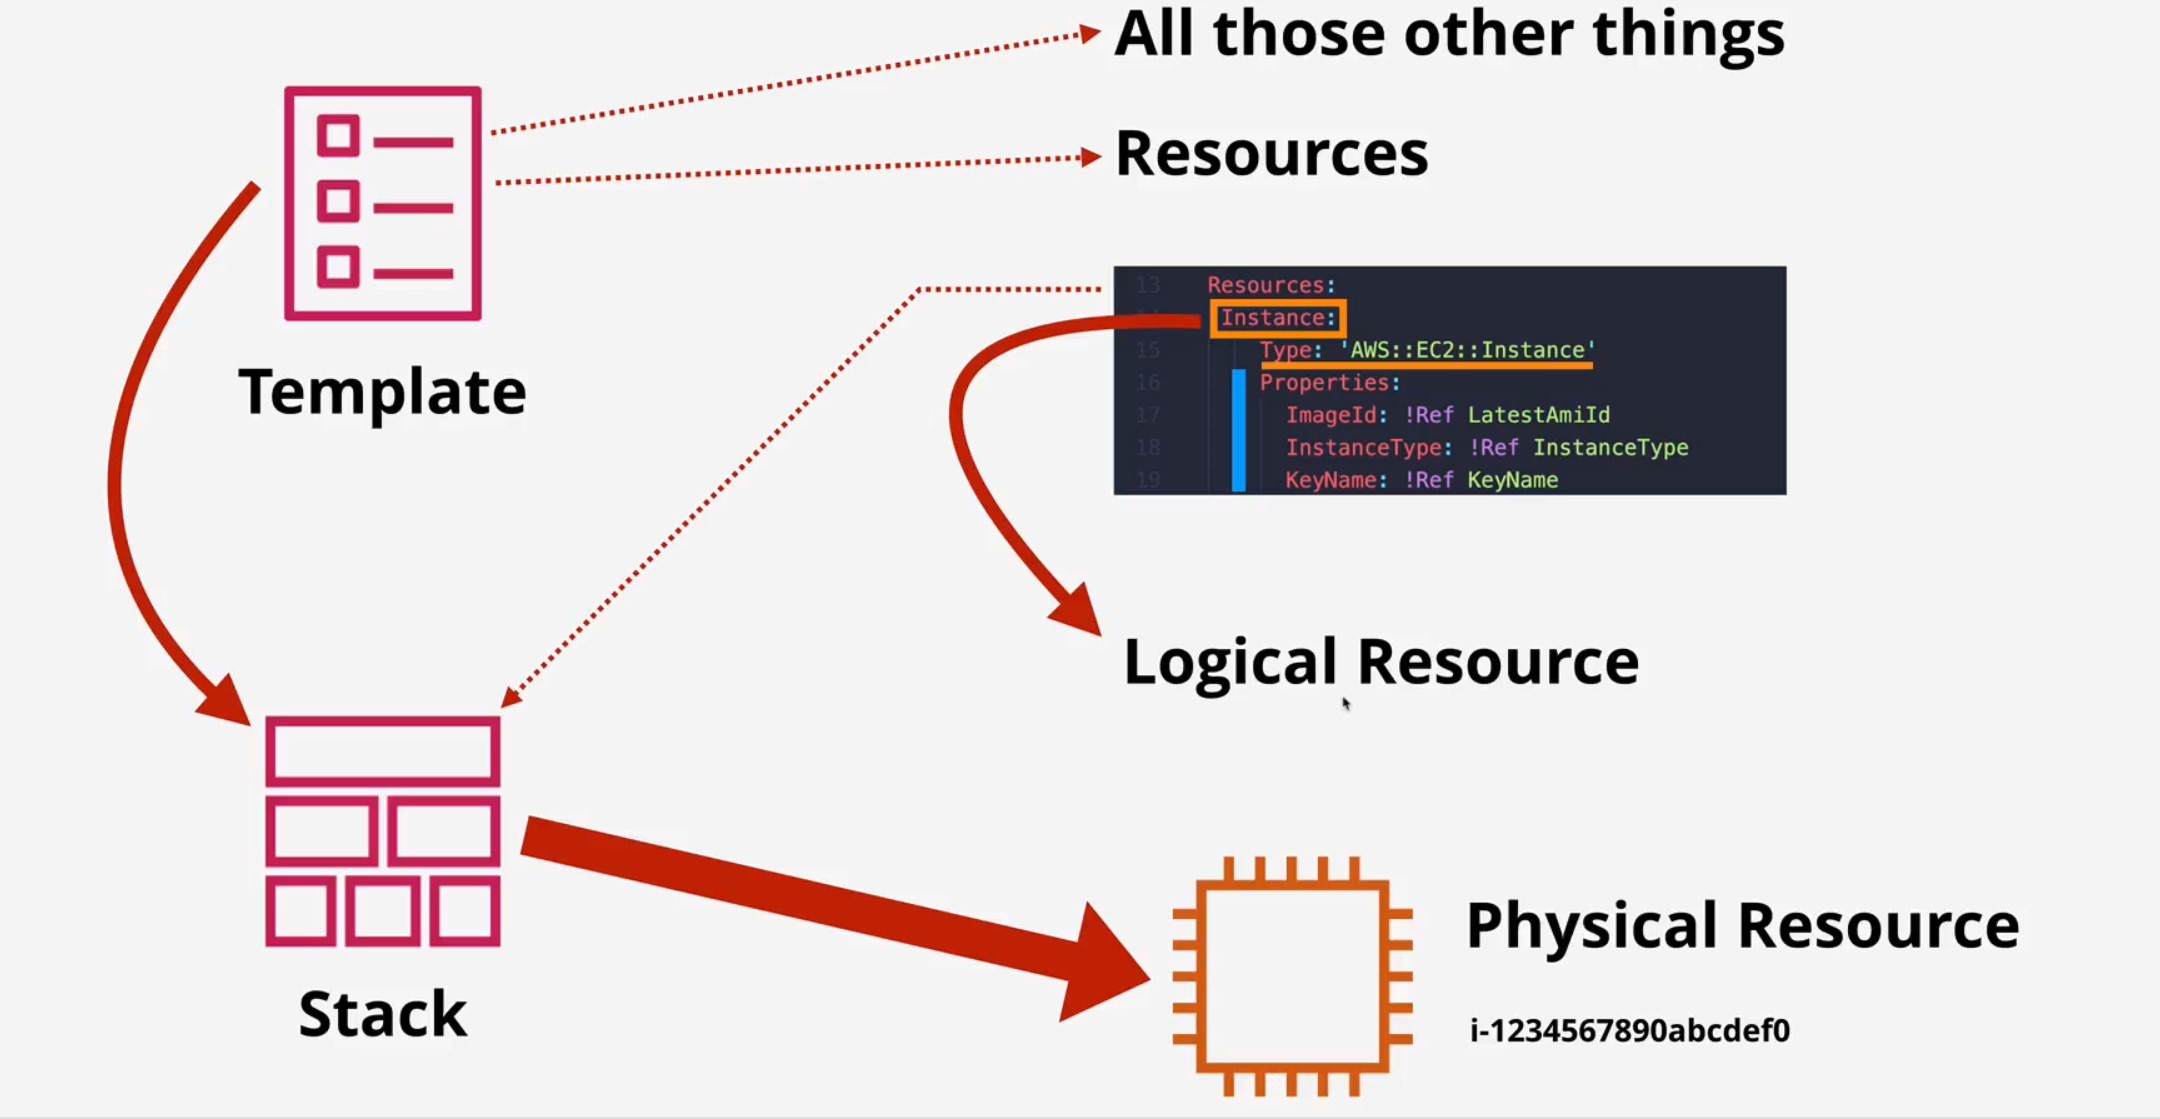 All those other things
Resources
Template
13 Resources:
Instance:
15 Type: 'AWS::EC2::Instance'
16 Properties:
17 ImageId: !Ref LatestAmiId
18 InstanceType: !Ref InstanceType
19 KeyName: !Ref KeyName
Logical Resource
Stack
Physical Resource
i-1234567890abcdef0